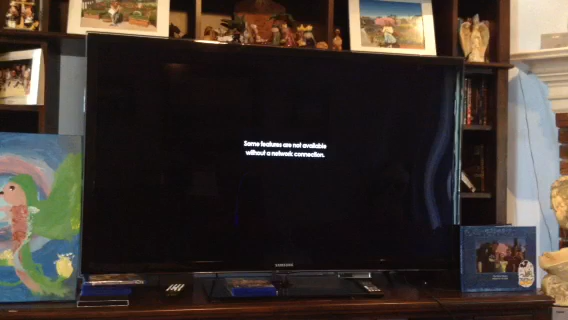 Some features are not available
without a network connection.
SAMSUNG